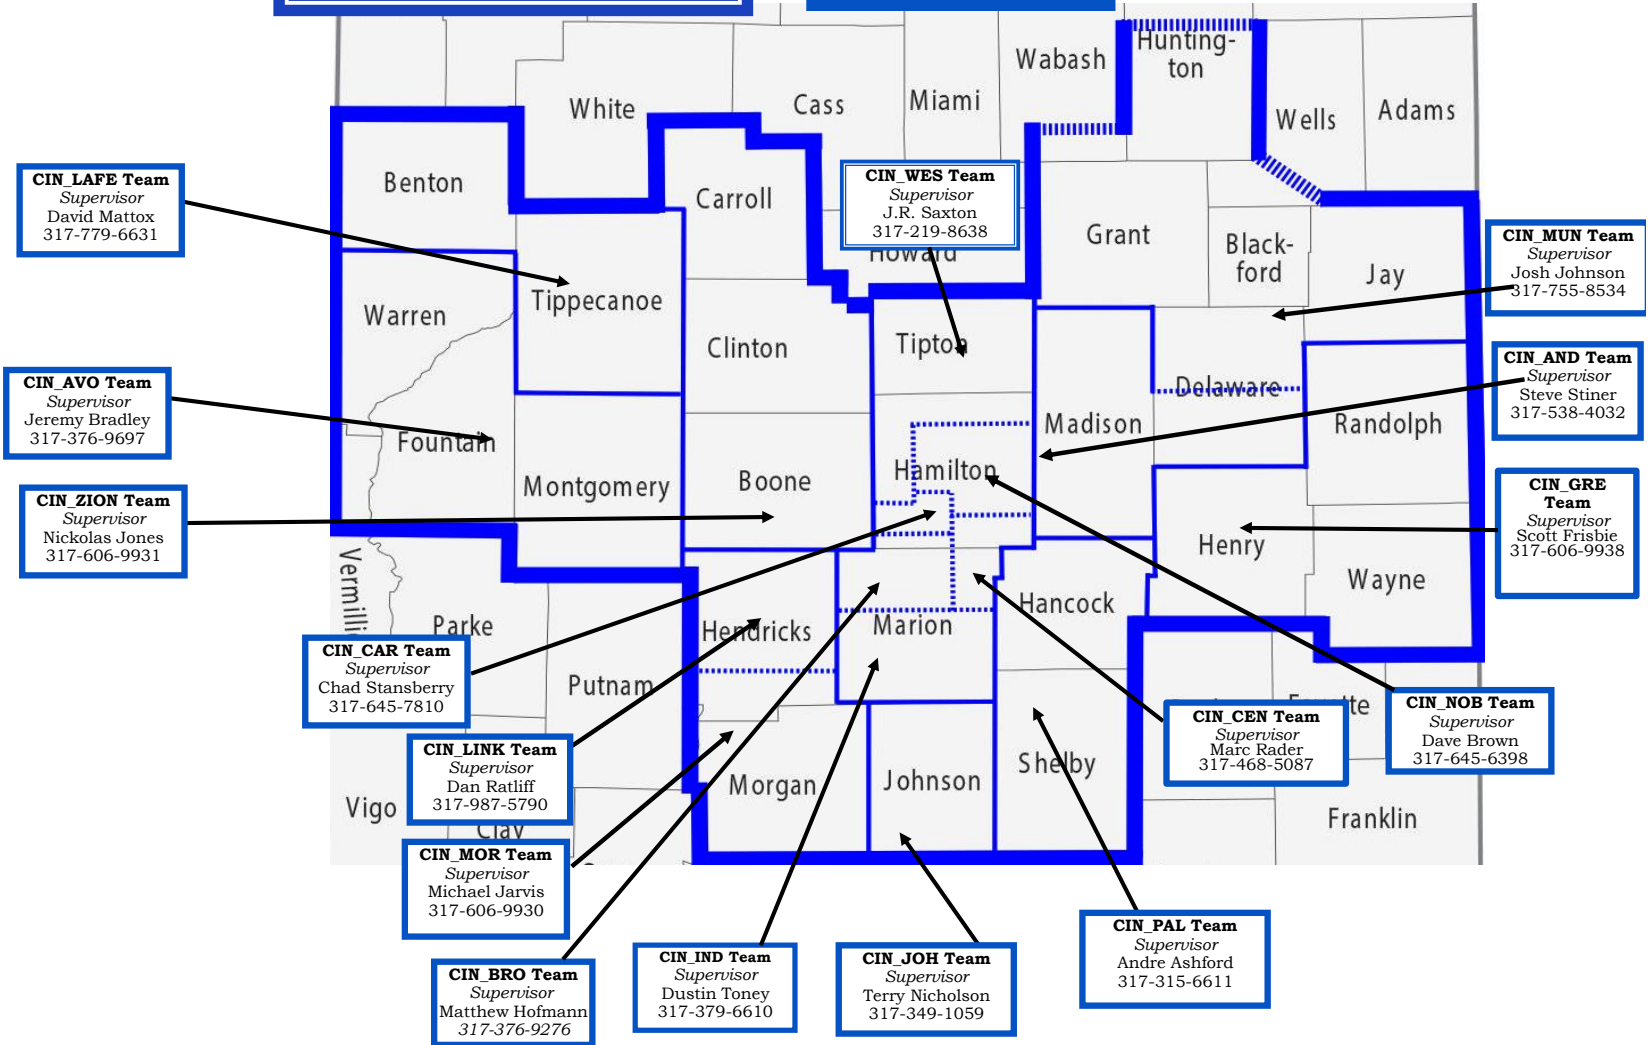 Wabash
Hunting-
ton
White
Cass
Miami
Wells
Adams
CIN_LAFE Team
Supervisor
David Mattox
317-779-6631
Benton
Carroll
CIN_WES Team
Supervisor
J.R. Saxton
317-219-8638
Howard
Grant
Black-
ford
Jay
CIN_MUN Team
Supervisor
Josh Johnson
317-755-8534
Warren
Tippecanoe
Clinton
Tipton
CIN_AND Team
Supervisor
Steve Stiner
317-538-4032
CIN_AVO Team
Supervisor
Jeremy Bradley
317-376-9697
Fountain
Delaware
Madison
Randolph
Montgomery
Boone
Hamilton
CIN_ZION Team
Supervisor
Nickolas Jones
317-606-9931
CIN_GRE
Team
Supervisor
Scott Frisbie
317-606-9938
Henry
Wayne
Parke
Hendricks
Marion
Hancock
CIN_CAR Team
Supervisor
Chad Stansberry
317-645-7810
Putnam
CIN_LINK Team
Supervisor
Dan Ratliff
317-987-5790
Vigo
Clay
Morgan
Johnson
Shelby
CIN_CEN Team
Supervisor
Marc Rader
317-468-5087
CIN_NOB Team
Supervisor
Dave Brown
317-645-6398
Franklin
CIN_MOR Team
Supervisor
Michael Jarvis
317-606-9930
CIN_BRO Team
Supervisor
Matthew Hofmann
317-376-9276
CIN_IND Team
Supervisor
Dustin Toney
317-379-6610
CIN_JOH Team
Supervisor
Terry Nicholson
317-349-1059
CIN_PAL Team
Supervisor
Andre Ashford
317-315-6611